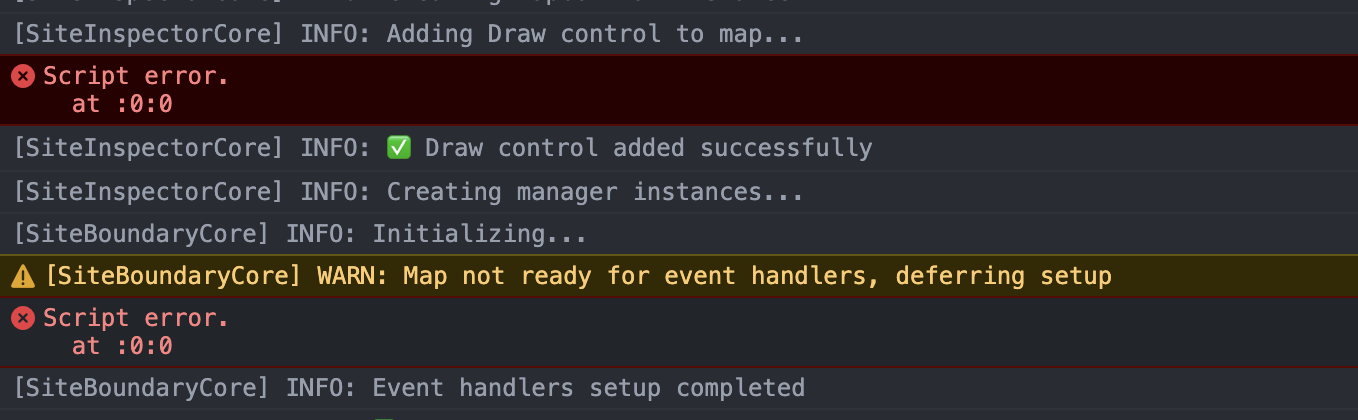 [SiteInspectorCore] INFO: Adding Draw control to map...
Script error.
at :0:0
[SiteInspectorCore] INFO: ✅ Draw control added successfully
[SiteInspectorCore] INFO: Creating manager instances...
[SiteBoundaryCore] INFO: Initializing...
[SiteBoundaryCore] WARN: Map not ready for event handlers, deferring setup
Script error.
at :0:0
[SiteBoundaryCore] INFO: Event handlers setup completed